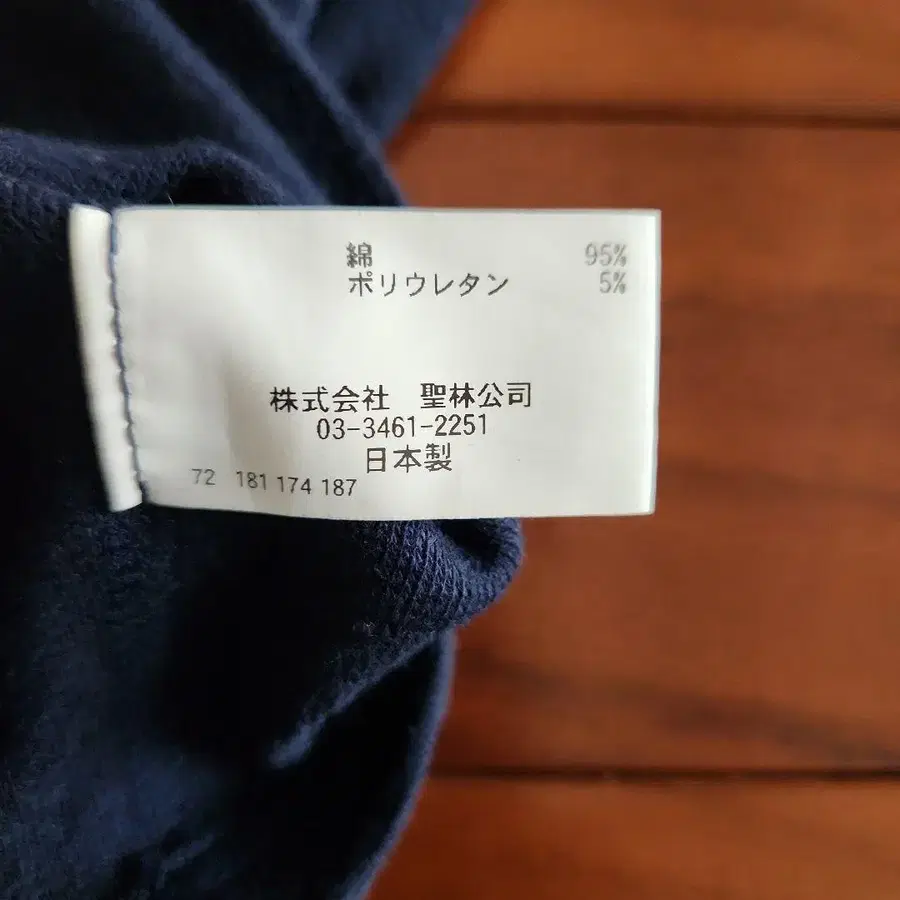 綿 95%
ポリウレタン 5%
株式会社 聖林公司
03-3461-2251
日本製
72 181 174 187